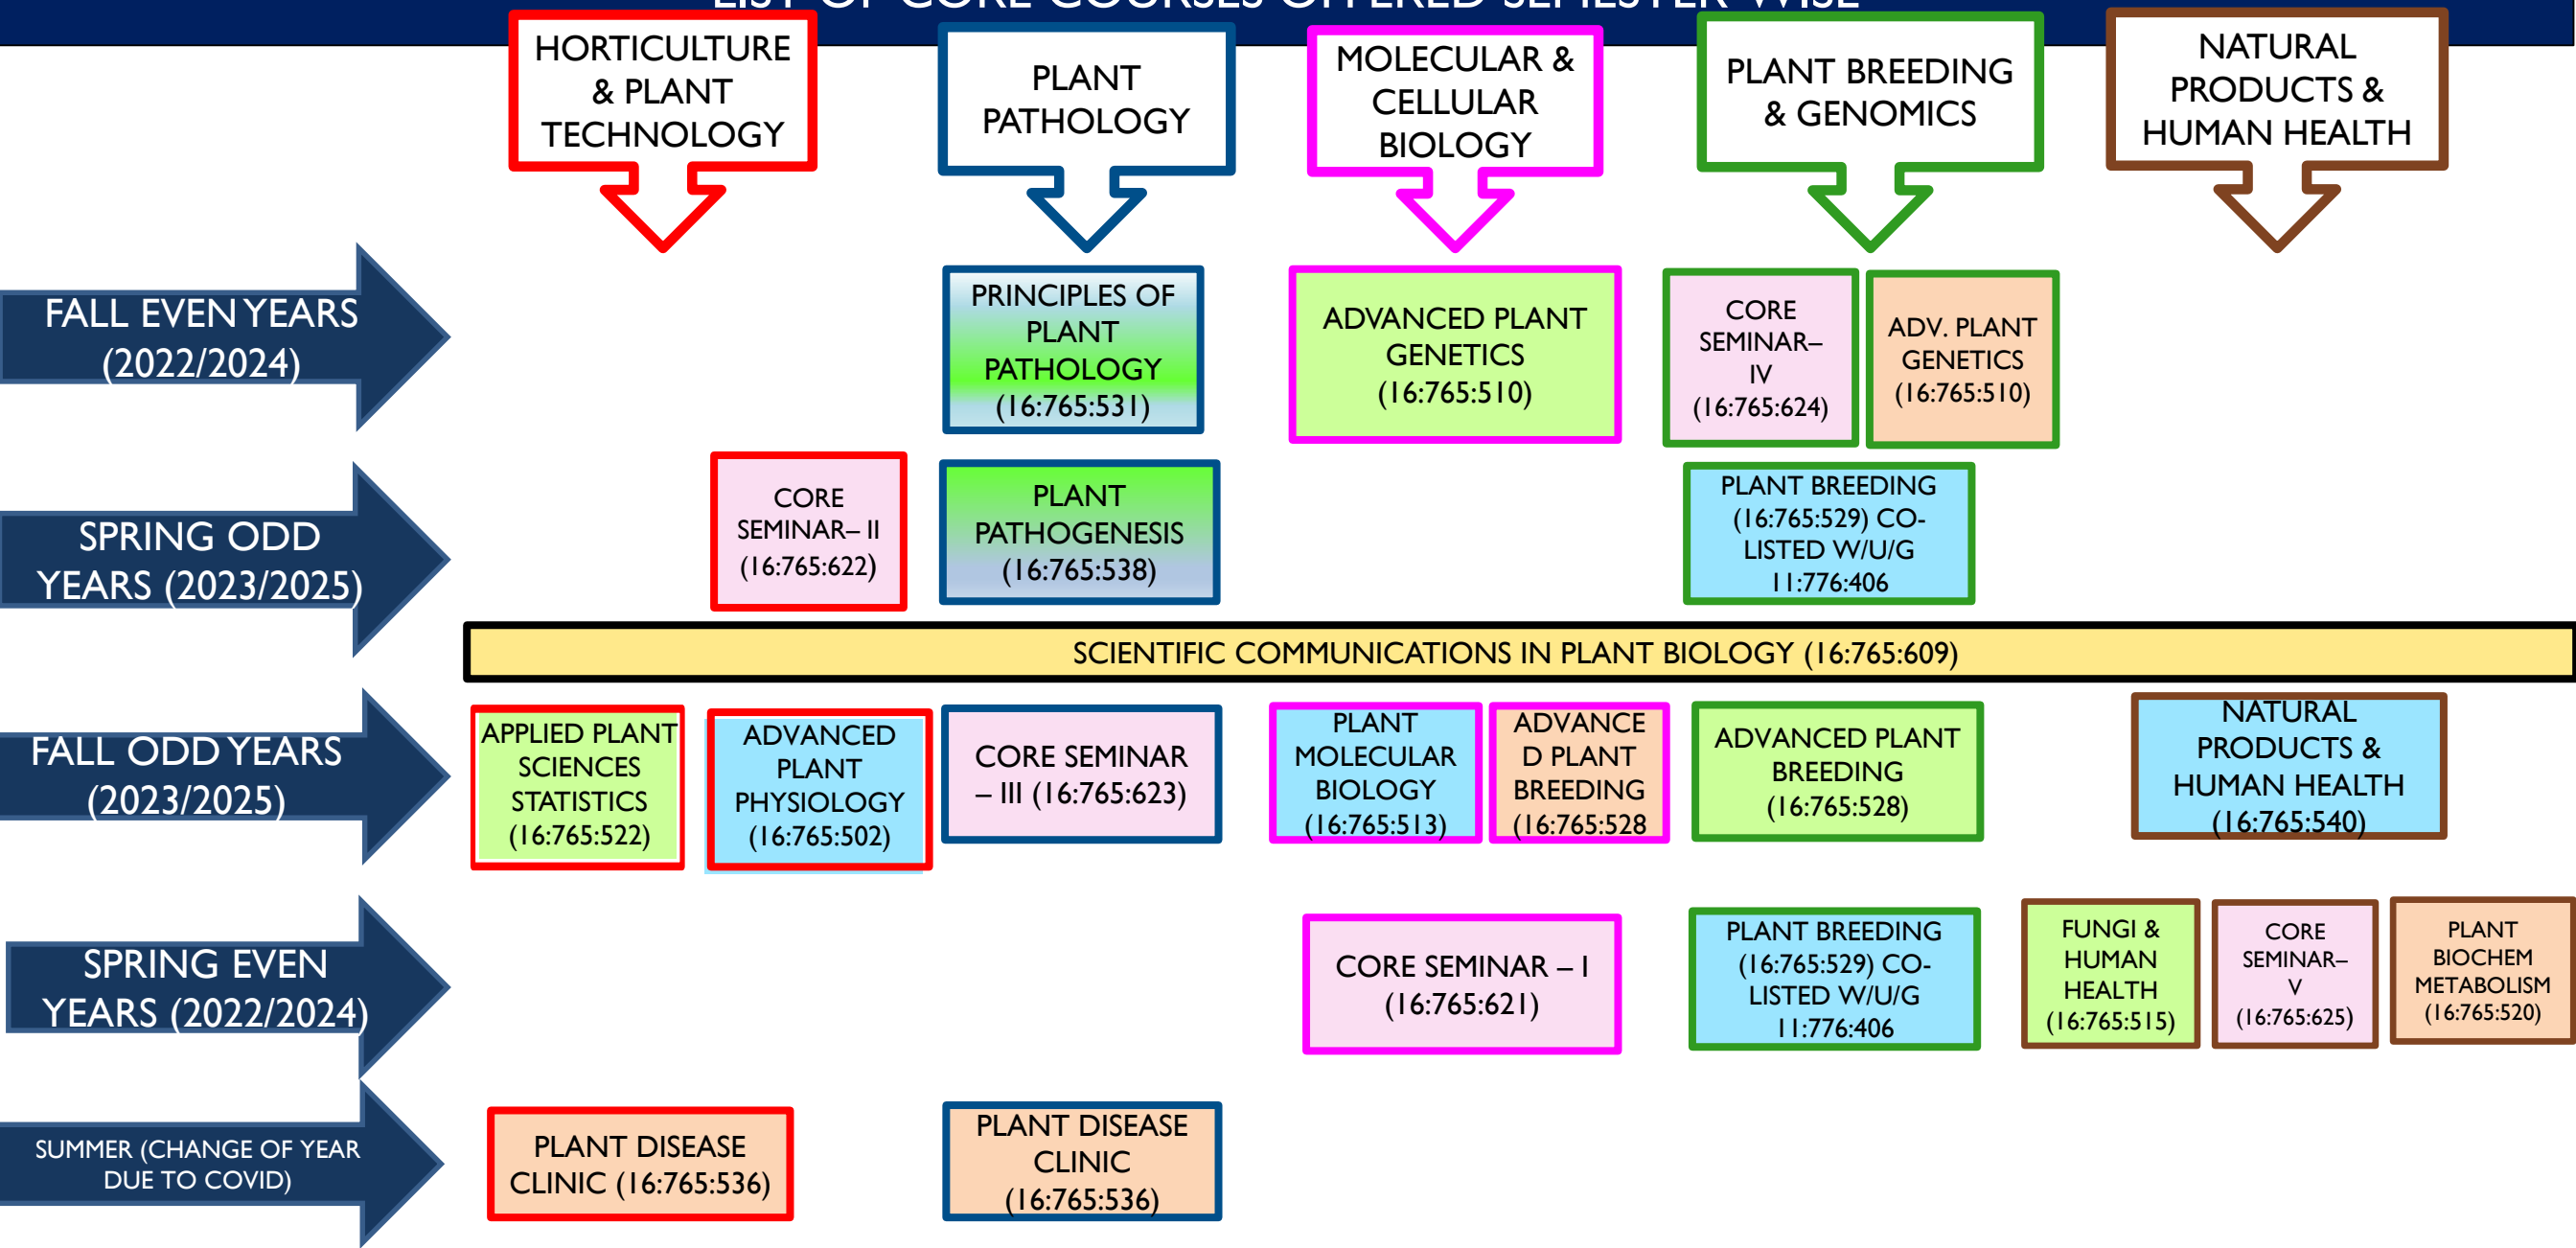 LIST OF CORE COURSES OFFERED SEMESTER WISE
HORTICULTURE
& PLANT
TECHNOLOGY
PLANT
PATHOLOGY
MOLECULAR &
CELLULAR
BIOLOGY
PLANT BREEDING
& GENOMICS
NATURAL
PRODUCTS &
HUMAN HEALTH
FALL EVEN YEARS
(2022/2024)
PRINCIPLES OF
PLANT
PATHOLOGY
(16:765:531)
ADVANCED PLANT
GENETICS
(16:765:510)
CORE
SEMINAR–
IV
(16:765:624)
ADV. PLANT
GENETICS
(16:765:510)
SPRING ODD
YEARS (2023/2025)
CORE
SEMINAR– II
(16:765:622)
PLANT
PATHOGENESIS
(16:765:538)
PLANT BREEDING
(16:765:529) CO-
LISTED W/U/G
11:776:406
SCIENTIFIC COMMUNICATIONS IN PLANT BIOLOGY (16:765:609)
FALL ODD YEARS
(2023/2025)
APPLIED PLANT
SCIENCES
STATISTICS
(16:765:522)
ADVANCED
PLANT
PHYSIOLOGY
(16:765:502)
CORE SEMINAR
– III (16:765:623)
PLANT
MOLECULAR
BIOLOGY
(16:765:513)
ADVANCE
D PLANT
BREEDING
(16:765:528
ADVANCED PLANT
BREEDING
(16:765:528)
NATURAL
PRODUCTS &
HUMAN HEALTH
(16:765:540)
SPRING EVEN
YEARS (2022/2024)
CORE SEMINAR – I
(16:765:621)
PLANT BREEDING
(16:765:529) CO-
LISTED W/U/G
11:776:406
FUNGI &
HUMAN
HEALTH
(16:765:515)
CORE
SEMINAR–
V
(16:765:625)
PLANT
BIOCHEM
METABOLISM
(16:765:520)
SUMMER (CHANGE OF YEAR
DUE TO COVID)
PLANT DISEASE
CLINIC (16:765:536)
PLANT DISEASE
CLINIC
(16:765:536)